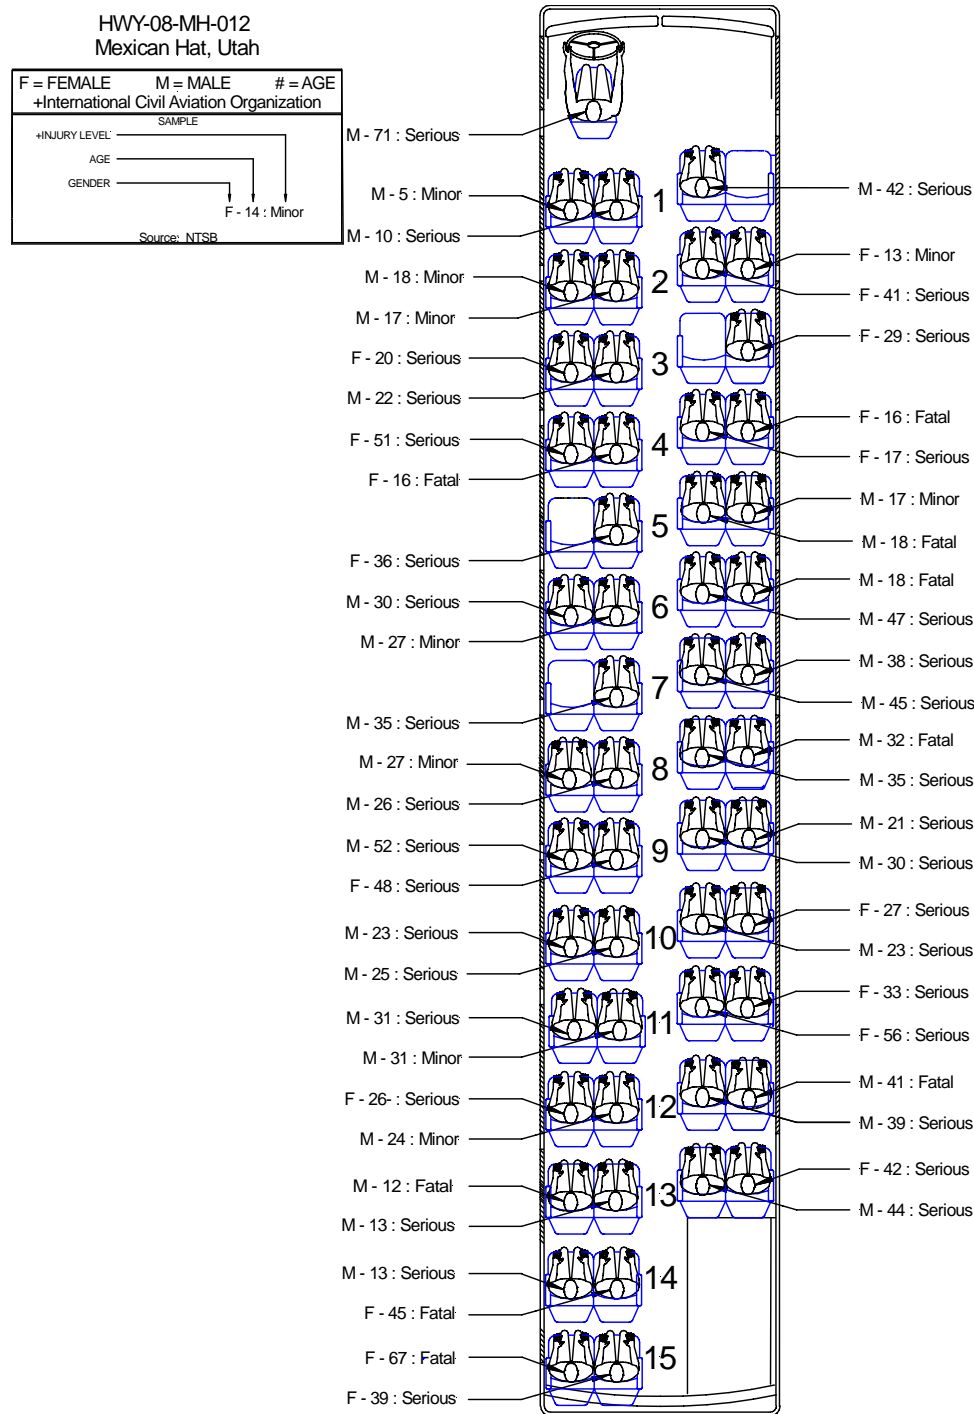 HWY-08-MH-012
Mexican Hat, Utah
F = FEMALE M = MALE # = AGE
+International Civil Aviation Organization
SAMPLE
+INJURY LEVEL
AGE
GENDER
F - 14 : Minor
Source: NTSB
M - 71 : Serious
M - 5 : Minor
M - 10 : Serious
1
M - 42 : Serious
M - 18 : Minor
M - 17 : Minor
2
F - 13 : Minor
F - 41 : Serious
F - 20 : Serious
M - 22 : Serious
3
F - 29 : Serious
F - 51 : Serious
F - 16 : Fatal
4
F - 16 : Fatal
F - 17 : Serious
F - 36 : Serious
5
M - 17 : Minor
M - 18 : Fatal
M - 30 : Serious
M - 27 : Minor
6
M - 18 : Fatal
M - 47 : Serious
M - 35 : Serious
7
M - 38 : Serious
M - 45 : Serious
M - 27 : Minor
M - 26 : Serious
8
M - 32 : Fatal
M - 35 : Serious
M - 52 : Serious
F - 48 : Serious
9
M - 21 : Serious
M - 30 : Serious
M - 23 : Serious
M - 25 : Serious
10
F - 27 : Serious
M - 23 : Serious
M - 31 : Serious
M - 31 : Minor
11
F - 33 : Serious
F - 56 : Serious
F - 26- : Serious
M - 24 : Minor
12
M - 41 : Fatal
M - 39 : Serious
M - 12 : Fatal
M - 13 : Serious
13
F - 42 : Serious
M - 44 : Serious
M - 13 : Serious
F - 45 : Fatal
14
F - 67 : Fatal
F - 39 : Serious
15